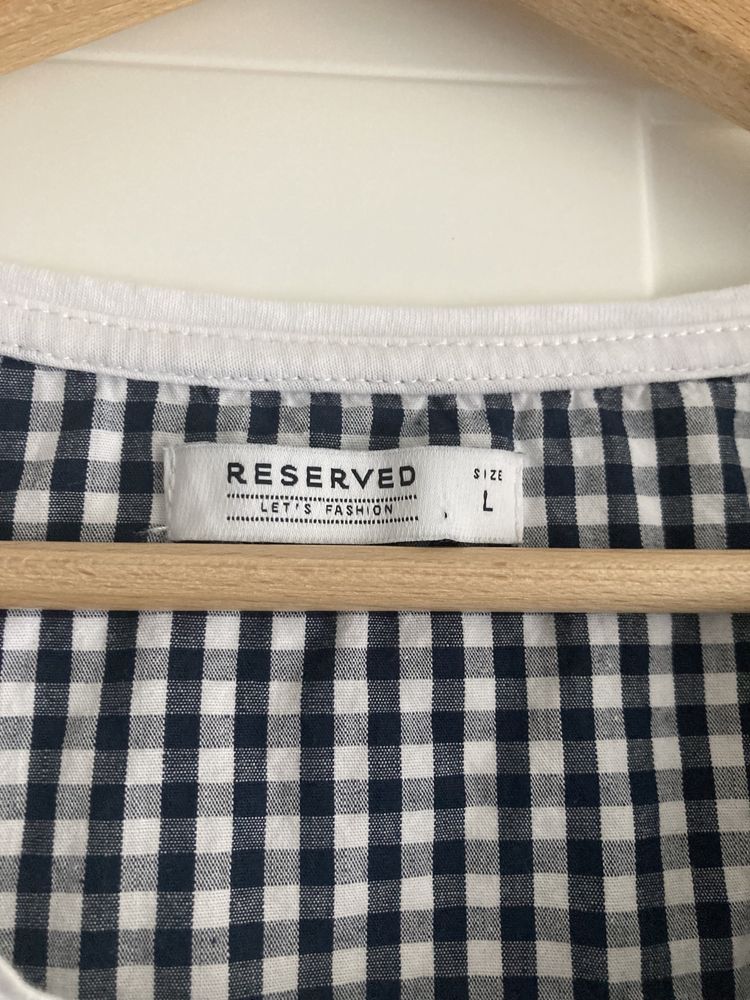 RESERVED
LET'S FASHION
SIZE
L